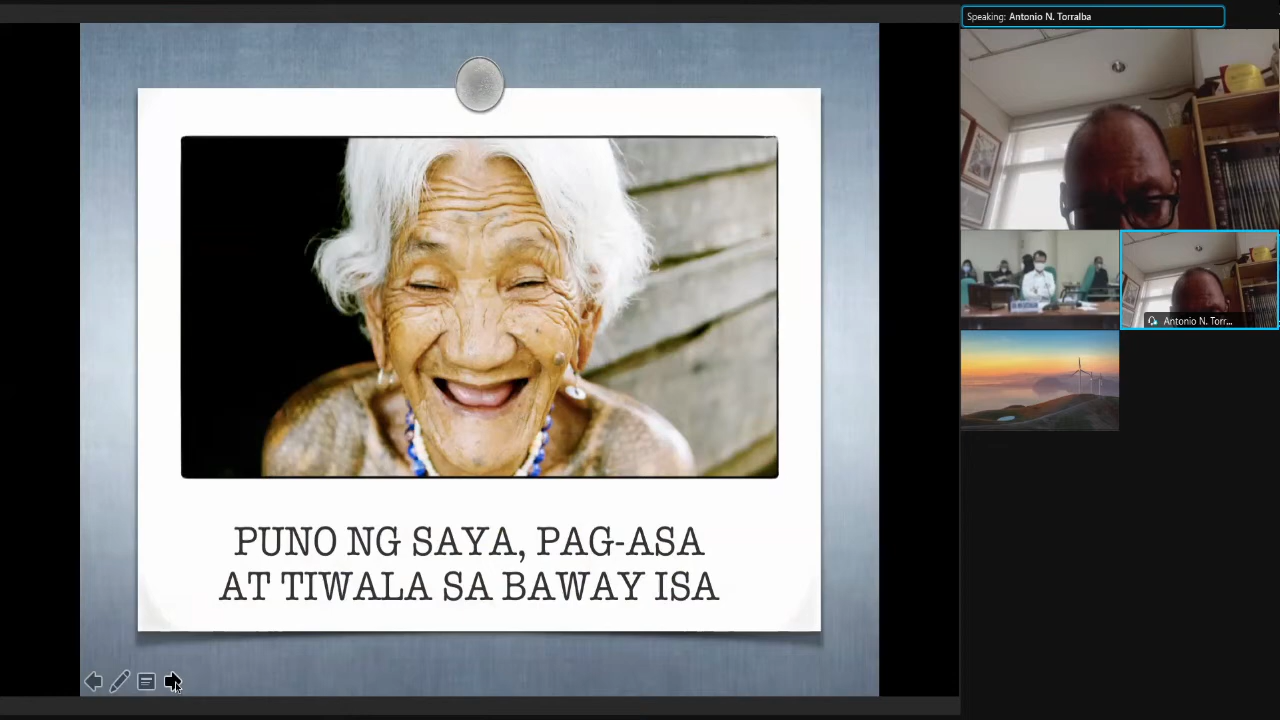 Speaking: Antonio N. Torralba
PUNO NG SAYA, PAG-ASA
AT TIWALA SA BAWAY ISA
Antonio N. Torr...